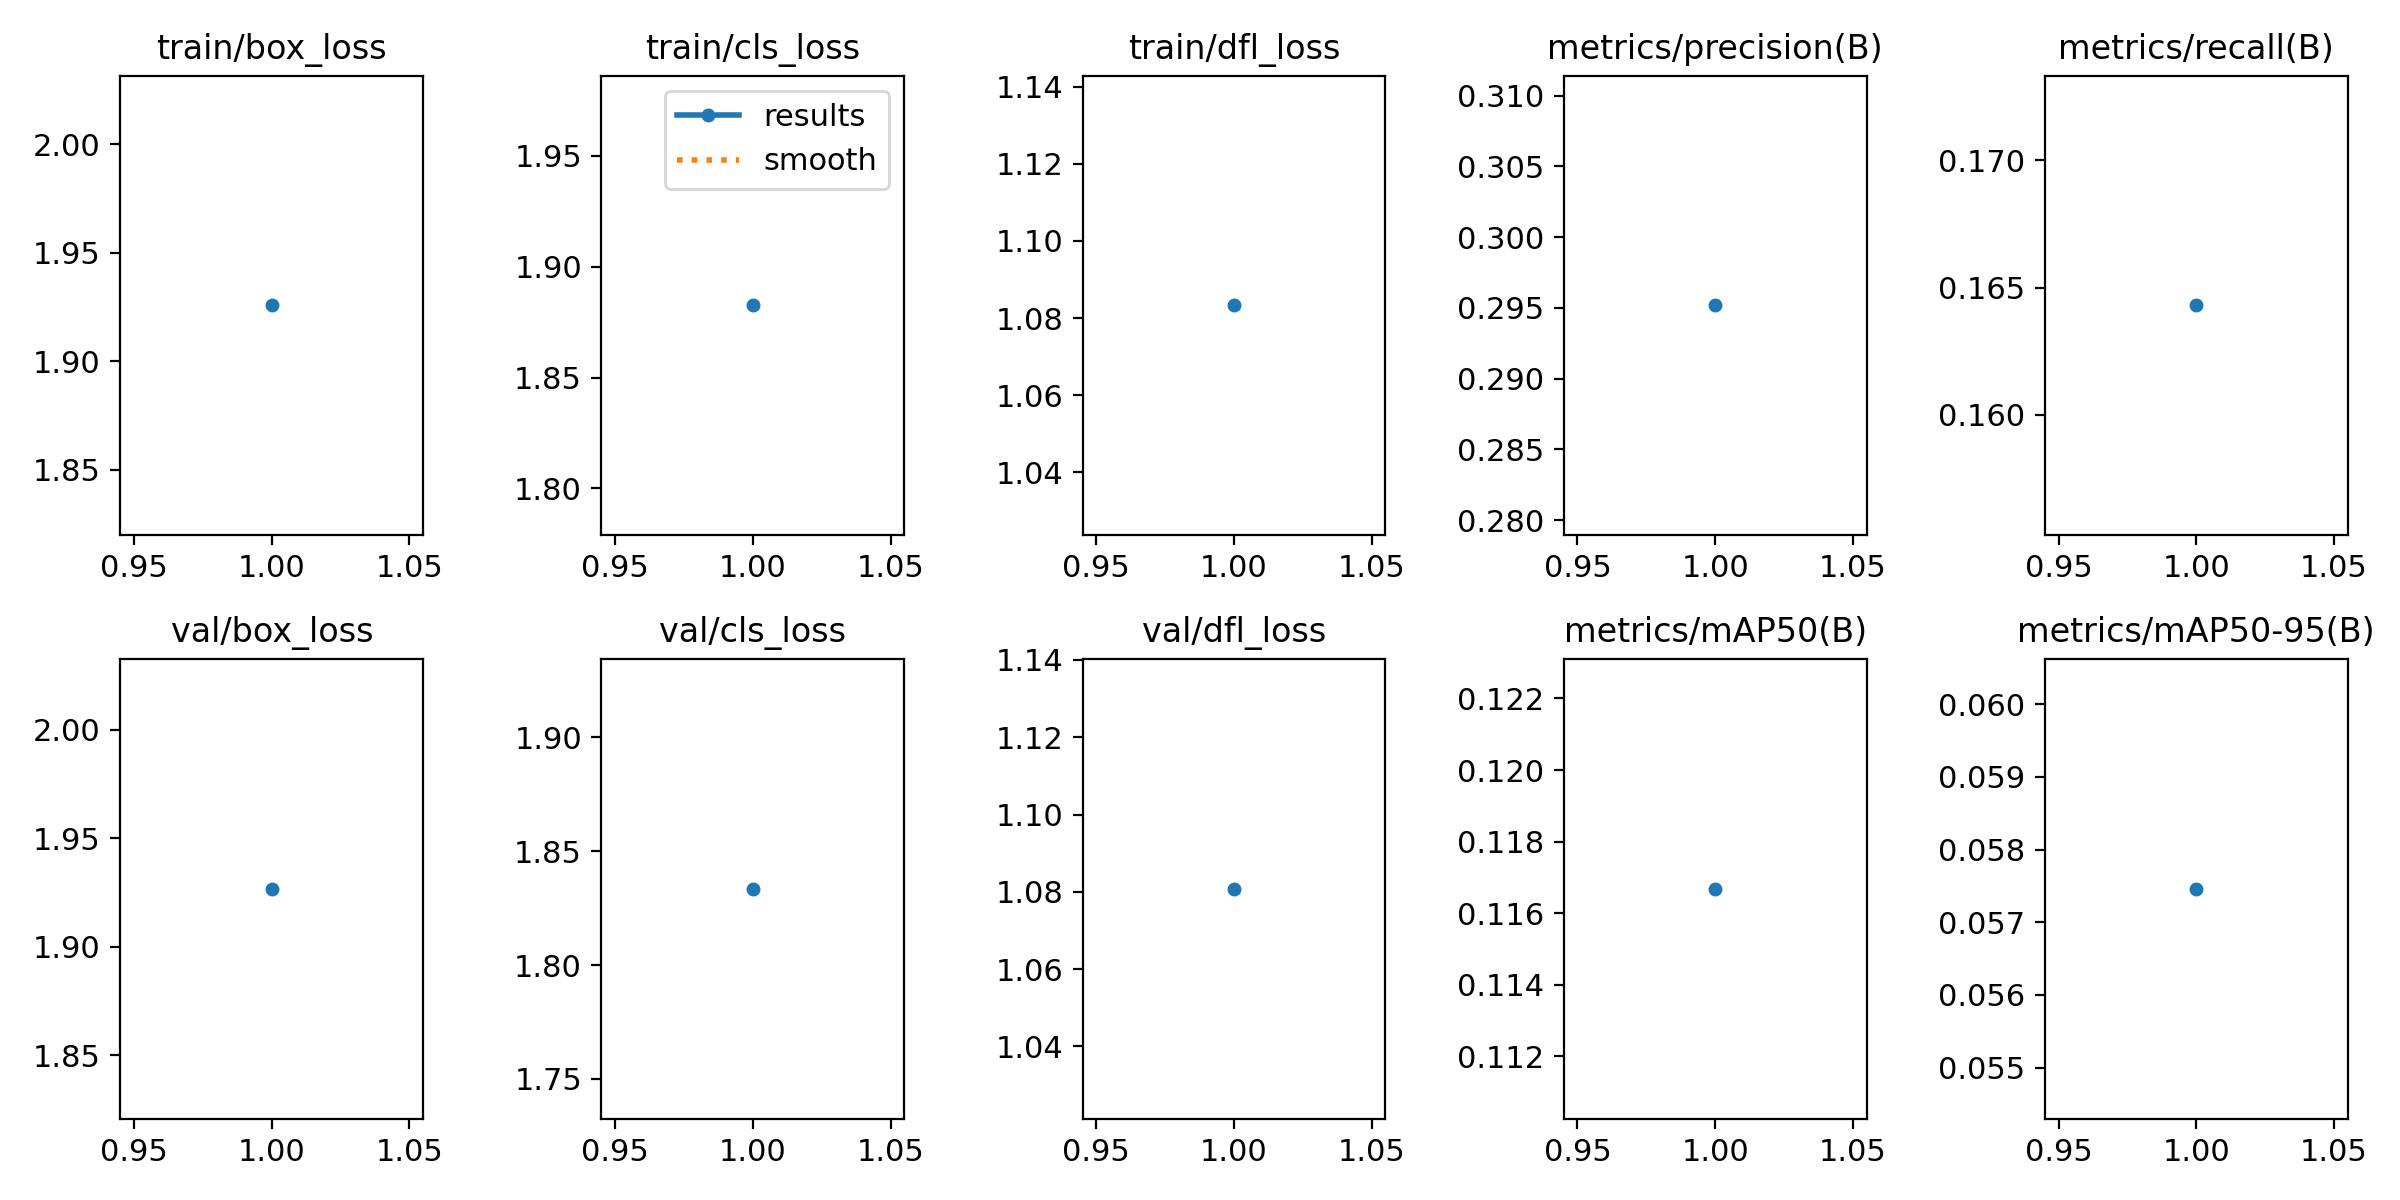 train/box_loss
2.00
1.95
1.90
1.85
0.95 1.00 1.05
train/cls_loss
results
smooth
1.95
1.90
1.85
1.80
0.95 1.00 1.05
train/dfl_loss
1.14
1.12
1.10
1.08
1.06
1.04
0.95 1.00 1.05
metrics/precision(B)
0.310
0.305
0.300
0.295
0.290
0.285
0.280
0.95 1.00 1.05
metrics/recall(B)
0.170
0.165
0.160
0.95 1.00 1.05
val/box_loss
2.00
1.95
1.90
1.85
0.95 1.00 1.05
val/cls_loss
1.90
1.85
1.80
1.75
0.95 1.00 1.05
val/dfl_loss
1.14
1.12
1.10
1.08
1.06
1.04
0.95 1.00 1.05
metrics/mAP50(B)
0.122
0.120
0.118
0.116
0.114
0.112
0.95 1.00 1.05
metrics/mAP50-95(B)
0.060
0.059
0.058
0.057
0.056
0.055
0.95 1.00 1.05